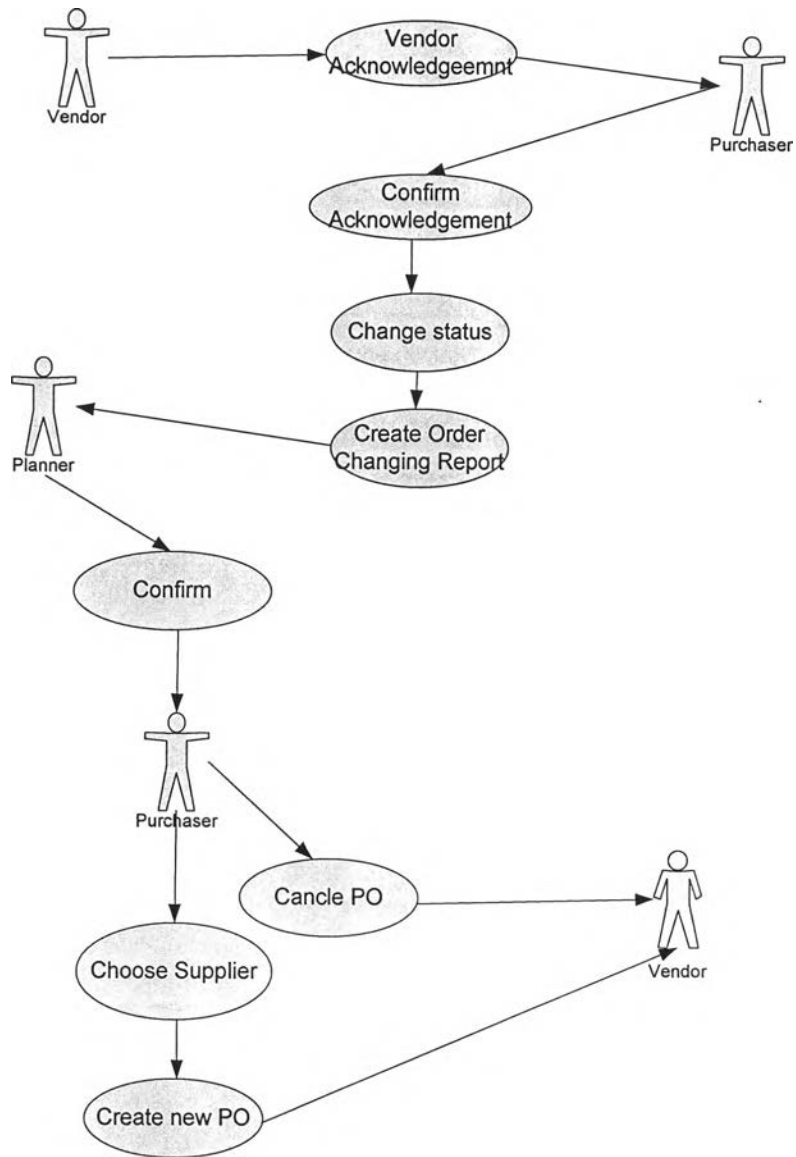 Vendor
Acknowledgeemnt
Vendor
Purchaser
Confirm
Acknowledgement
Change status
Create Order
Changing Report
Planner
Confirm
Purchaser
Cancle PO
Choose Supplier
Vendor
Create new PO